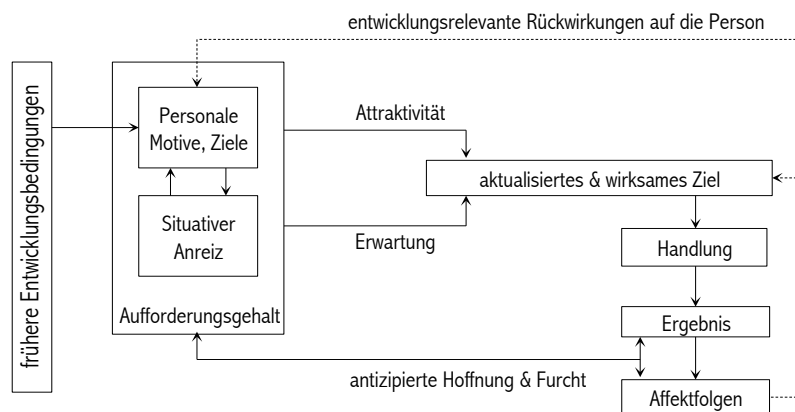 entwicklungsrelevante Rückwirkungen auf die Person
frühere Entwicklungsbedingungen
Personale
Motive, Ziele
Situativer
Anreiz
Aufforderungsgehalt
Attraktivität
Erwartung
aktualisiertes & wirksames Ziel
Handlung
Ergebnis
antizipierte Hoffnung & Furcht
Affektfolgen